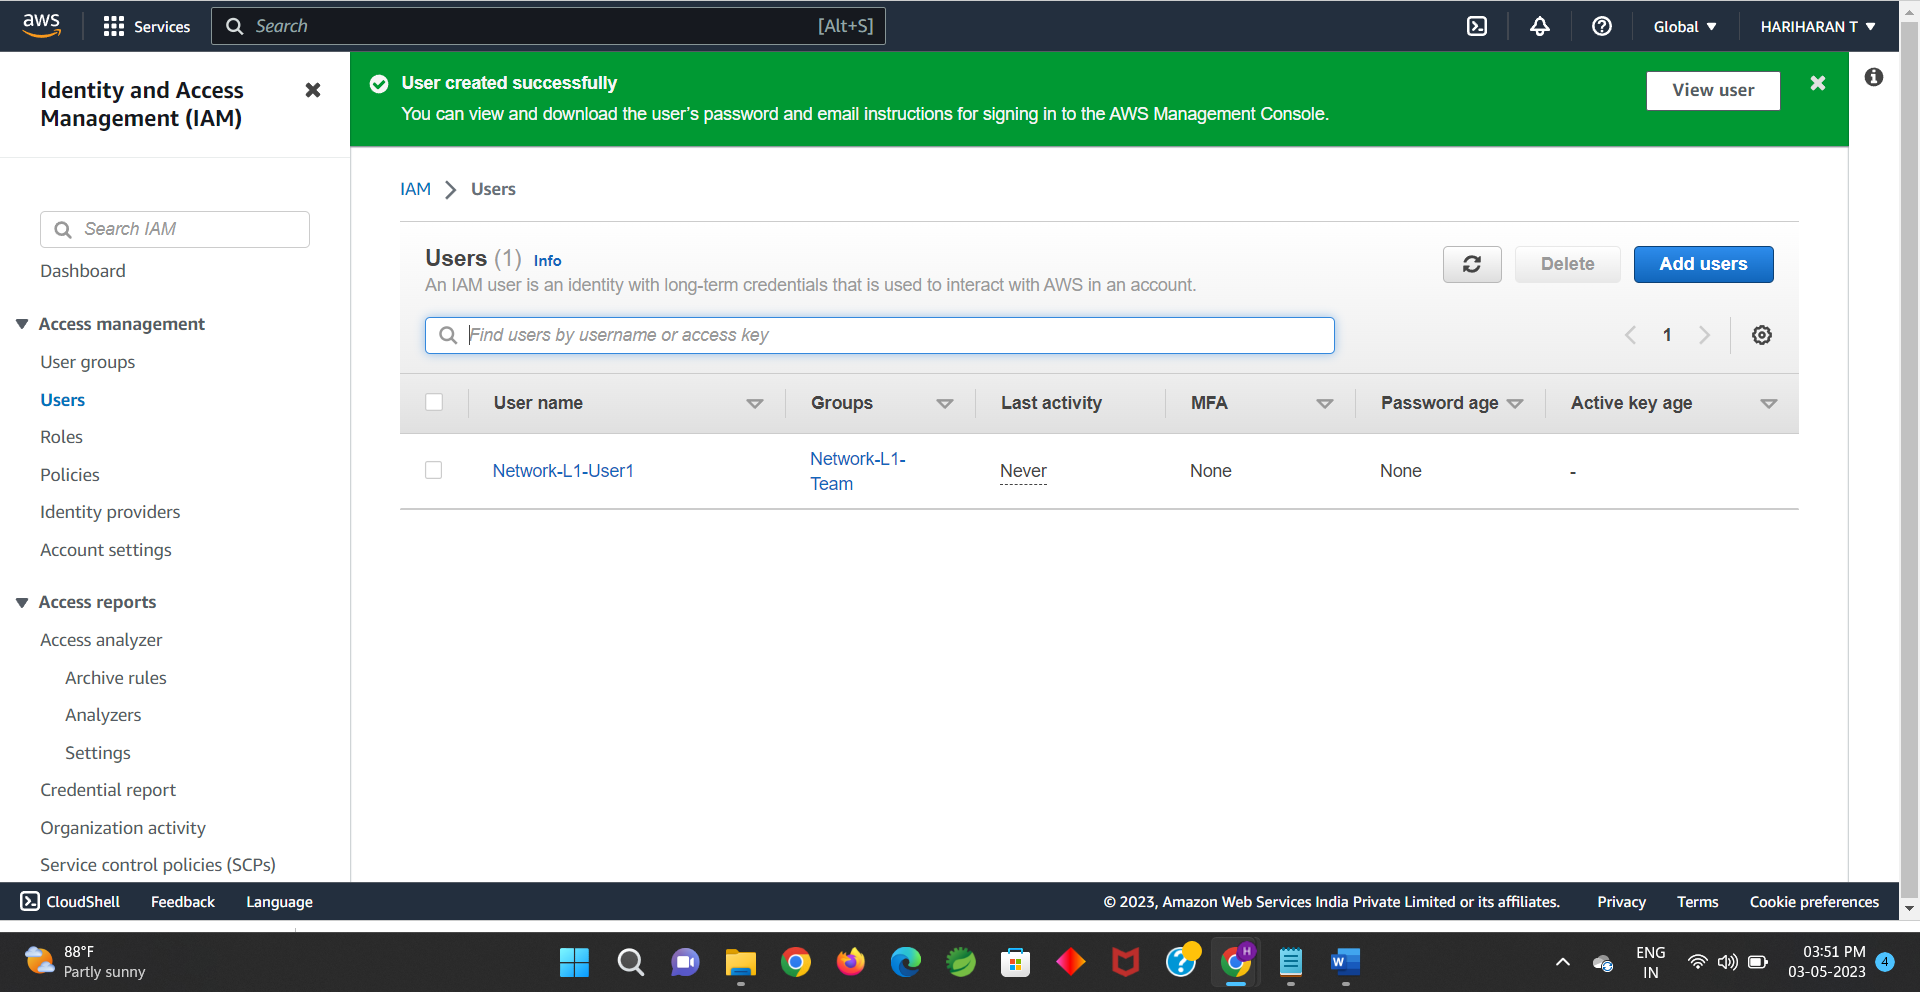 aws
Services
Search
[Alt+S]
Global
HARIHARAN T
Identity and Access
Management (IAM)
Search IAM
Dashboard
Access management
User groups
Users
Roles
Policies
Identity providers
Account settings
Access reports
Access analyzer
Archive rules
Analyzers
Settings
Credential report
Organization activity
Service control policies (SCPs)
User created successfully
You can view and download the user's password and email instructions for signing in to the AWS Management Console.
View user
IAM
Users
Users (1) Info
An IAM user is an identity with long-term credentials that is used to interact with AWS in an account.
Delete
Add users
Find users by username or access key
1
User name Groups Last activity MFA Password age Active key age
Network-L1-User1
Network-L1-
Team
Never
None
None
-
CloudShell
Feedback
Language
© 2023, Amazon Web Services India Private Limited or its affiliates.
Privacy
Terms
Cookie preferences
88°F
Partly sunny
H
W
ENG
IN
03:51 PM
03-05-2023
4